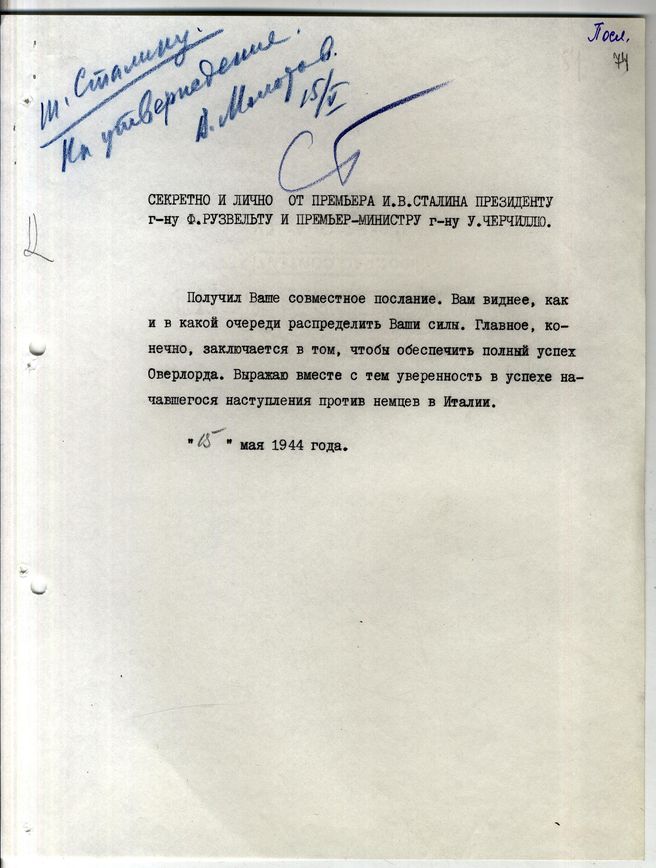 Посл.
74
т. Сталину.
На утверждение.
В. Молотов.
15/V
СЕКРЕТНО И ЛИЧНО ОТ ПРЕМЬЕРА И.В.СТАЛИНА ПРЕЗИДЕНТУ
г-ну Ф.РУЗВЕЛЬТУ И ПРЕМЬЕР-МИНИСТРУ г-ну У.ЧЕРЧИЛЛЮ.
Получил Ваше совместное послание. Вам виднее, как
и в какой очереди распределить Ваши силы. Главное, ко-
нечно, заключается в том, чтобы обеспечить полный успех
Оверлорда. Выражаю вместе с тем уверенность в успехе на-
чавшегося наступления против немцев в Италии.
"15" мая 1944 года.